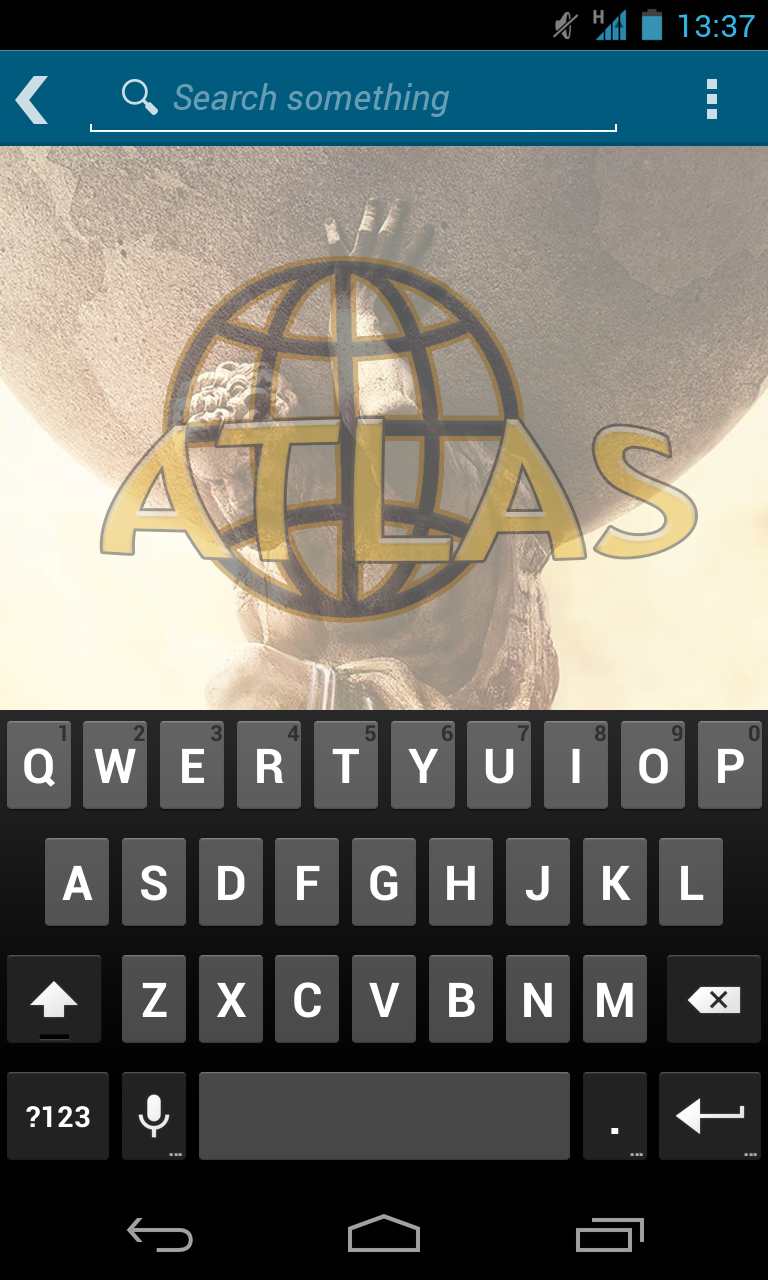 H 13:37
Search something
ATLAS
1 2 3 4 5 6 7 8 9 0
Q W E R T Y U I O P
A S D F G H J K L
Z X C V B N M
?123 ... . ... ...